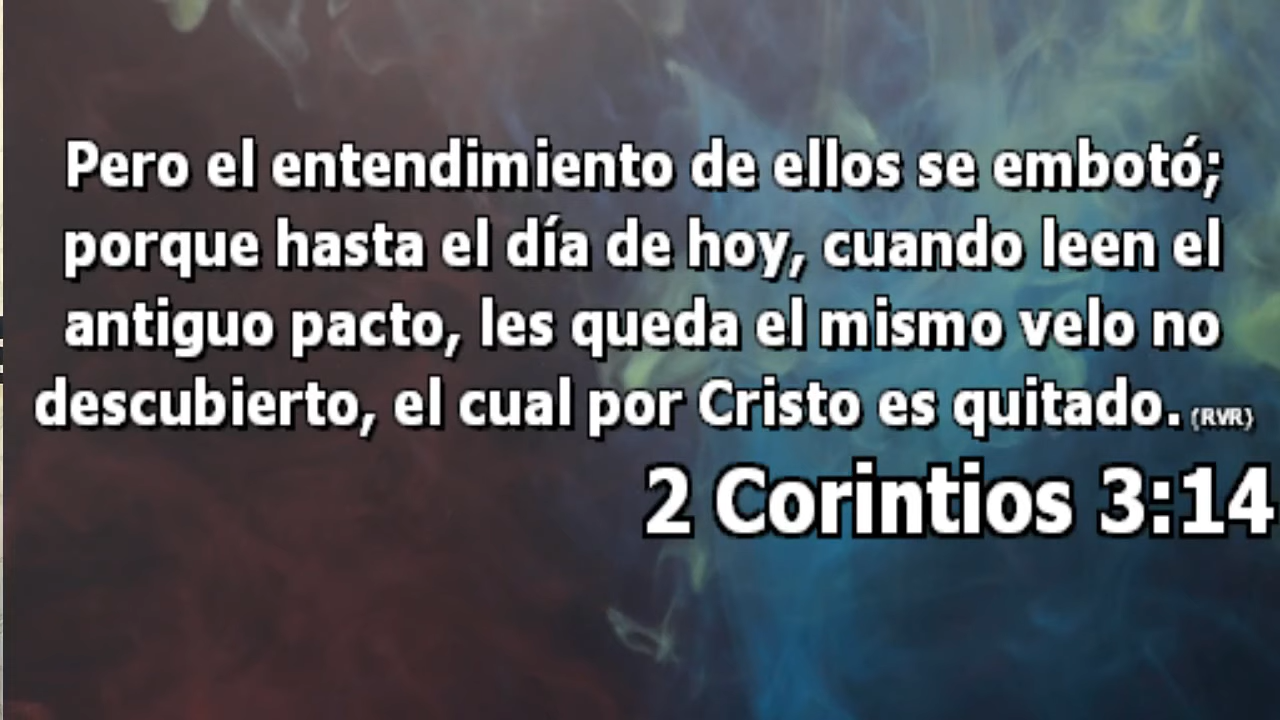 Pero el entendimiento de ellos se embotó;
porque hasta el día de hoy, cuando leen el
antiguo pacto, les queda el mismo velo no
descubierto, el cual por Cristo es quitado. (RVR)
2 Corintios 3:14